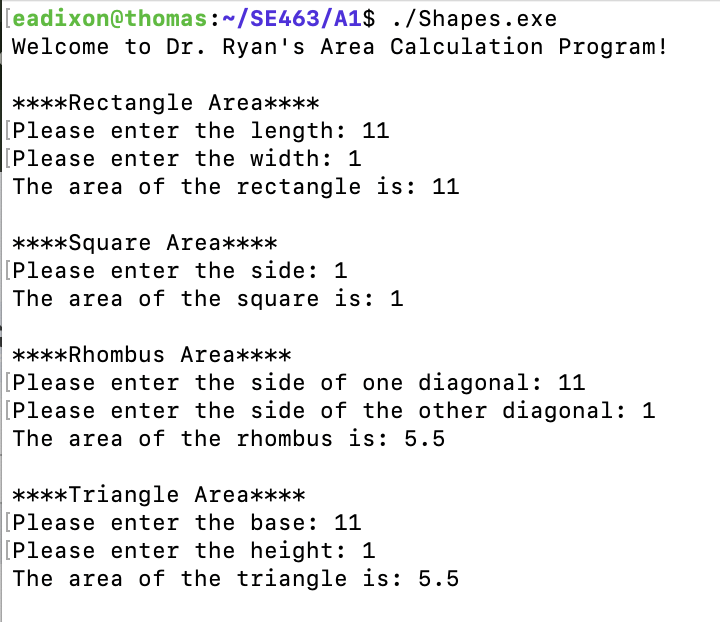 [eadixon@thomas:~/SE463/A1$ ./Shapes.exe
Welcome to Dr. Ryan's Area Calculation Program!
****Rectangle Area****
[Please enter the length: 11
[Please enter the width: 1
The area of the rectangle is: 11
****Square Area****
[Please enter the side: 1
The area of the square is: 1
****Rhombus Area****
[Please enter the side of one diagonal: 11
[Please enter the side of the other diagonal: 1
The area of the rhombus is: 5.5
****Triangle Area****
[Please enter the base: 11
[Please enter the height: 1
The area of the triangle is: 5.5